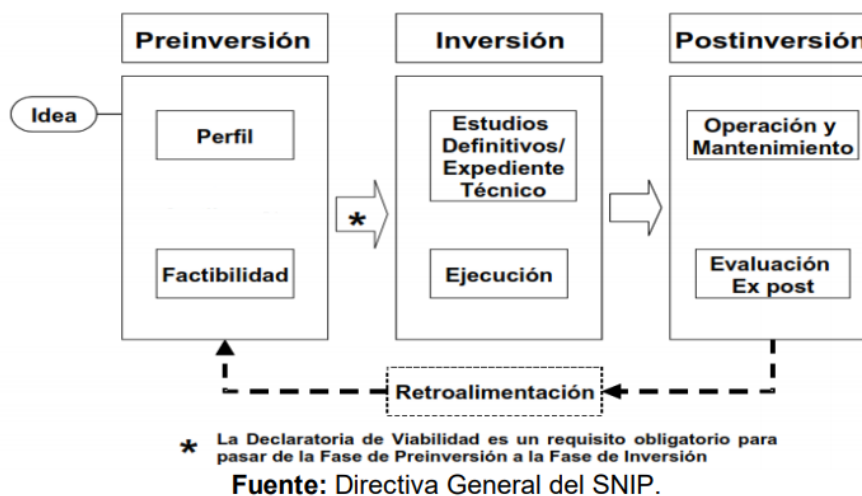 Preinversión
Inversión
Postinversión
Idea
Perfil
Factibilidad
*
Estudios
Definitivos/
Expediente
Técnico
Ejecución
Operación y
Mantenimiento
Evaluación
Ex post
Retroalimentación
* La Declaratoria de Viabilidad es un requisito obligatorio para
pasar de la Fase de Preinversión a la Fase de Inversión
Fuente: Directiva General del SNIP.